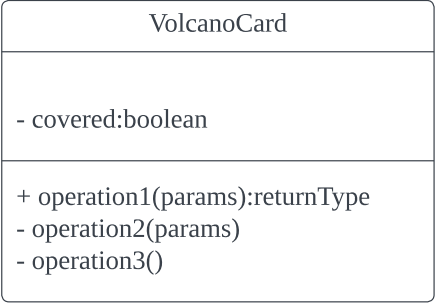 VolcanoCard
- covered:boolean
+ operation1(params):returnType
- operation2(params)
- operation3()